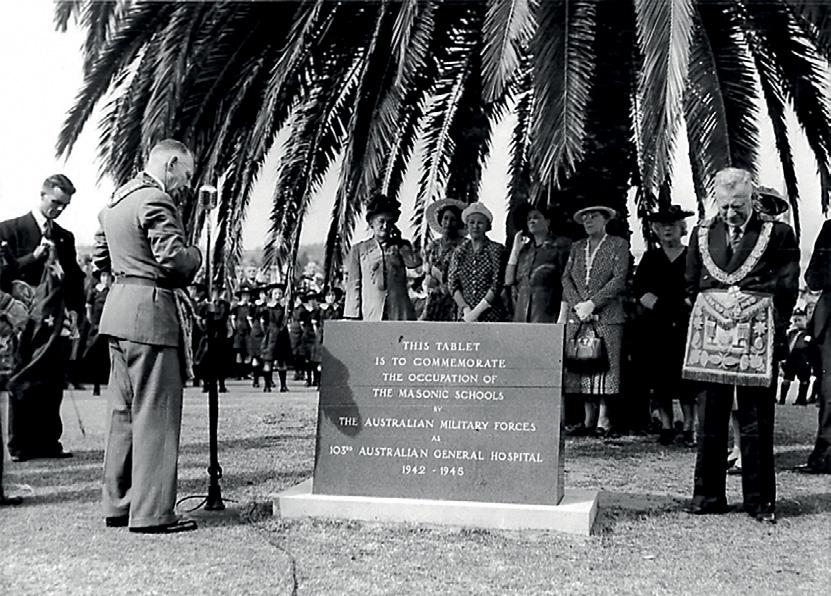 THIS TABLET
IS TO COMMEMORATE
THE OCCUPATION OF
THE MASONIC SCHOOLS
BY
THE AUSTRALIAN MILITARY FORCES
AS
103RD AUSTRALIAN GENERAL HOSPITAL
1942 - 1945